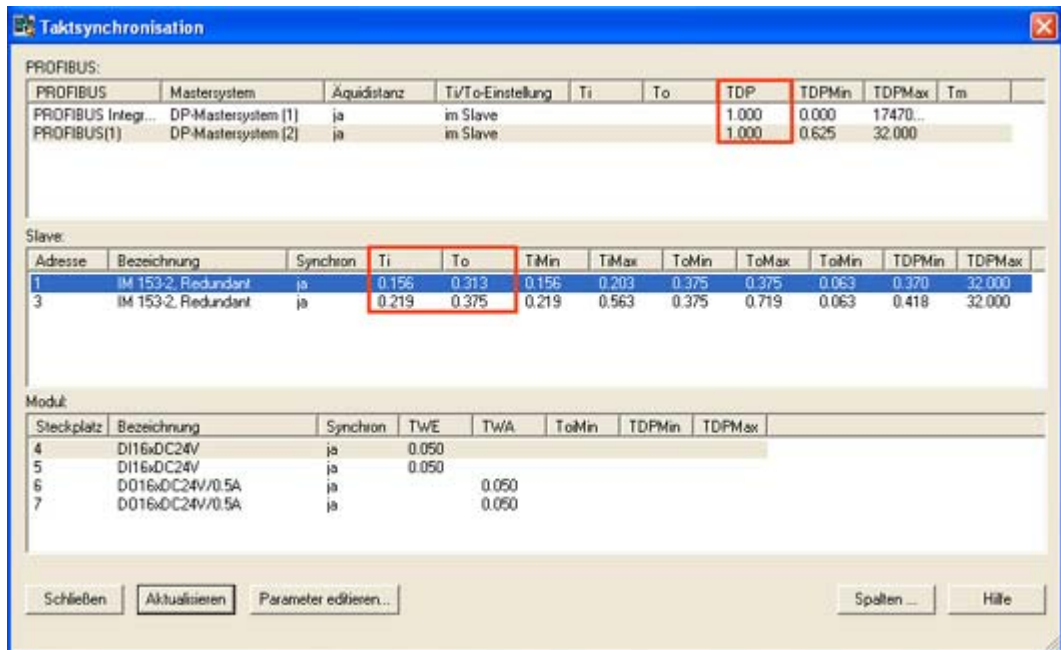 Taktsynchronisation
PROFIBUS:
PROFIBUS Mastersystem Äquidistanz Ti/To-Einstellung Ti To TDP TDPMin TDPMax Tm
PROFIBUS Integr... DP-Mastersystem (1) ja im Slave 1.000 0.000 17470...
PROFIBUS(1) DP-Mastersystem (2) ja im Slave 1.000 0.625 32.000
Slave:
Adresse Bezeichnung Synchron Ti To TiMin TiMax ToMin ToMax ToiMin TDPMin TDPMax
1 IM 153-2, Redundant ja 0.156 0.313 0.156 0.203 0.375 0.375 0.063 0.370 32.000
3 IM 153-2, Redundant ja 0.219 0.375 0.219 0.563 0.375 0.719 0.063 0.418 32.000
Modul:
Steckplatz Bezeichnung Synchron TWE TWA ToiMin TDPMin TDPMax
4 DI16xDC24V ja 0.050
5 DI16xDC24V ja 0.050
6 DO16xDC24V/0.5A ja 0.050
7 DO16xDC24V/0.5A ja 0.050
Schließen Aktualisieren Parameter editieren... Spalten ... Hilfe